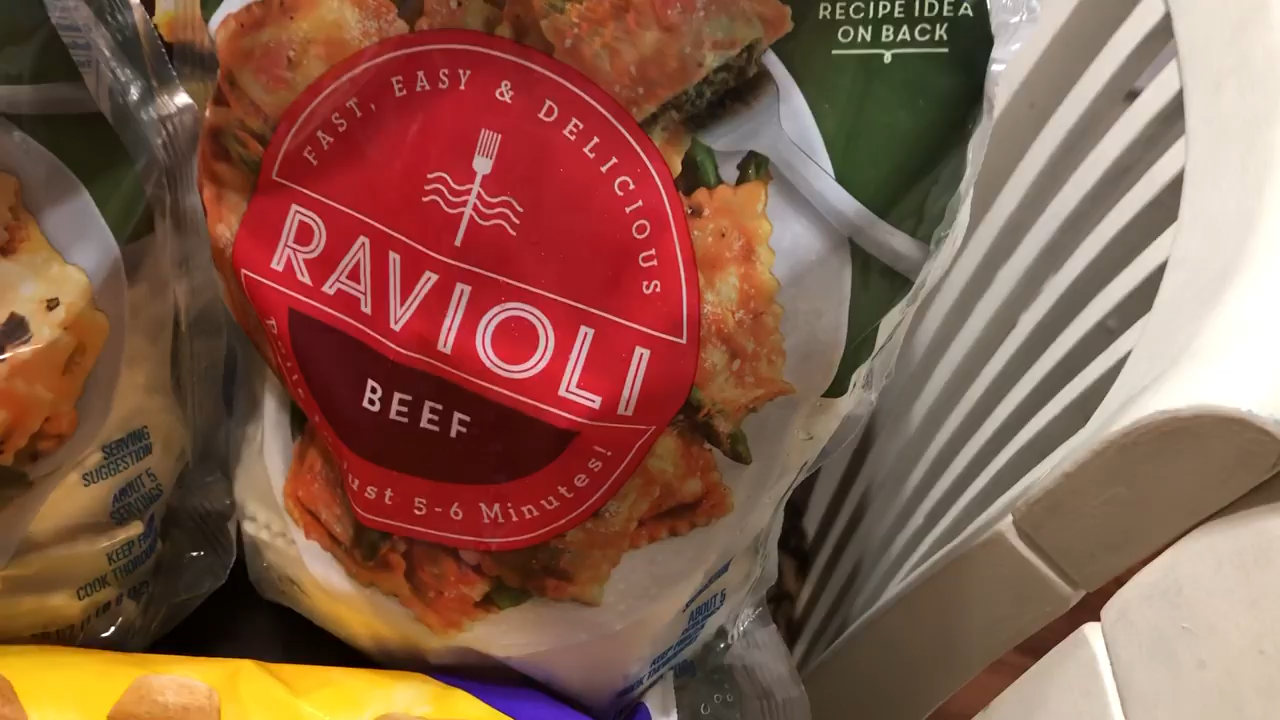 RECIPE IDEA
ON BACK
FAST, EASY & DELICIOUS
RAVIOLI
BEEF
Just 5-6 Minutes!
SERVING
SUGGESTION
ABOUT 5
SERVINGS
KEEP
COOK
ABOUT 5